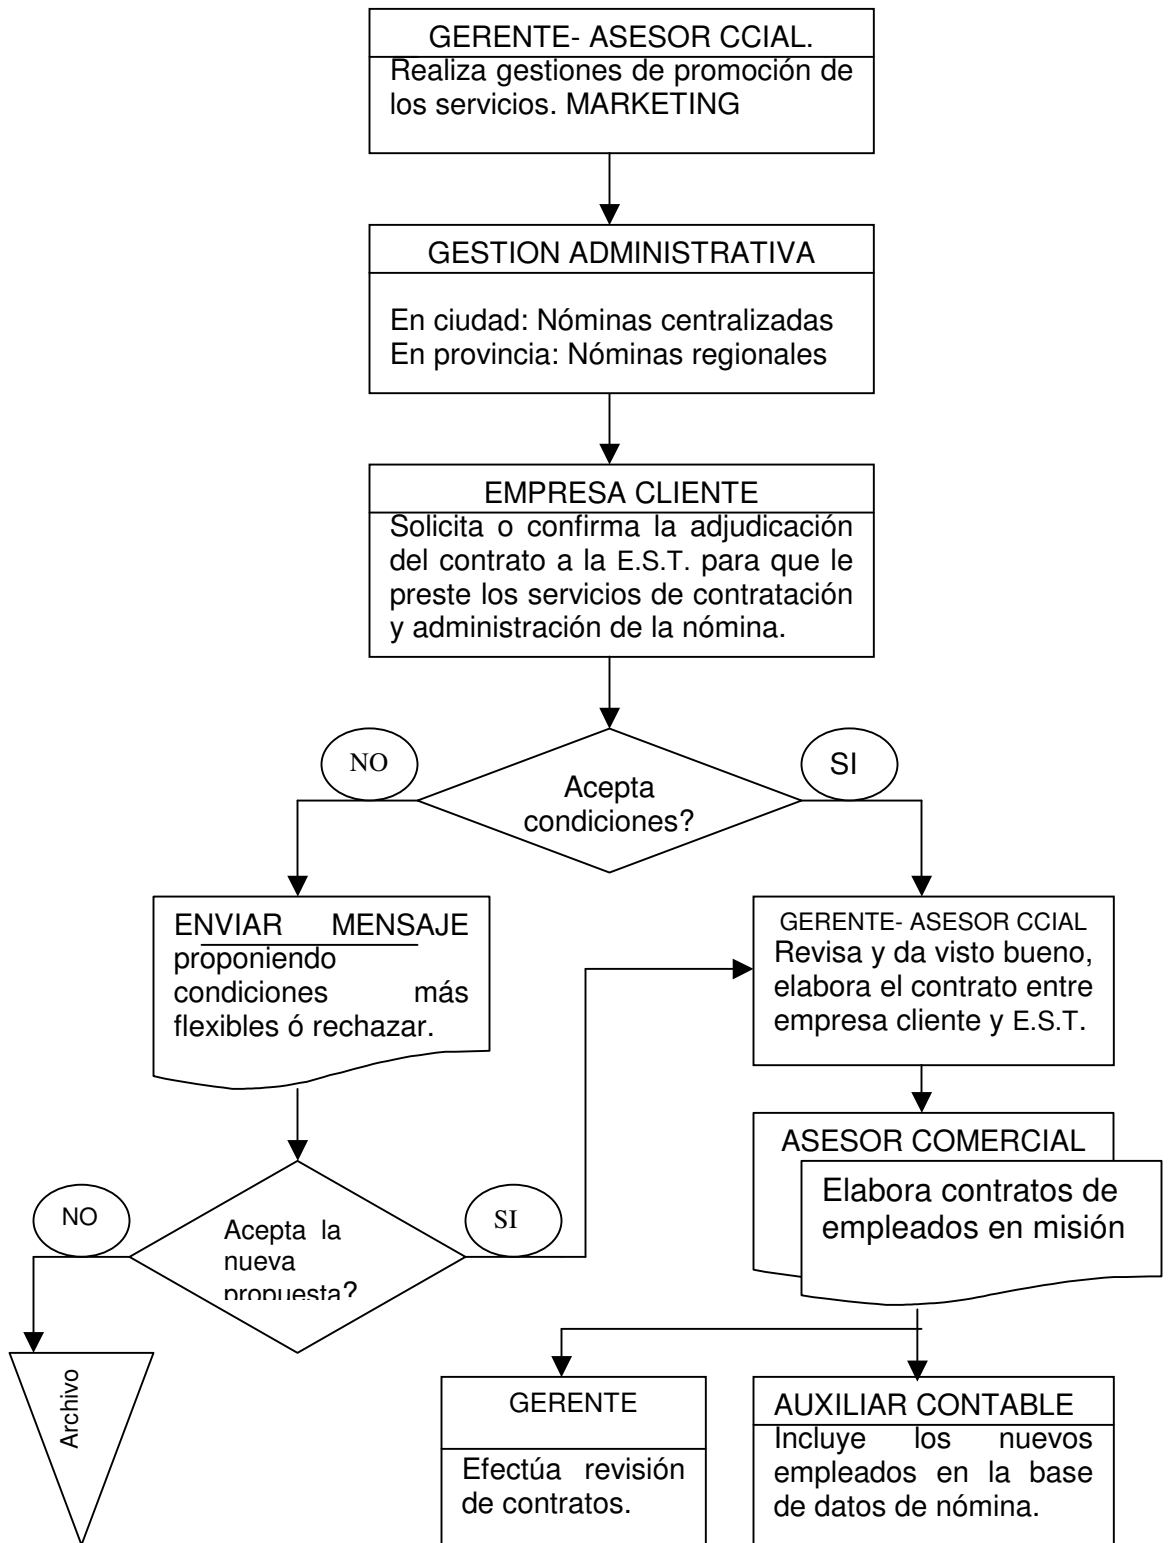 GERENTE- ASESOR CCIAL.
Realiza gestiones de promoción de
los servicios. MARKETING
GESTION ADMINISTRATIVA
En ciudad: Nóminas centralizadas
En provincia: Nóminas regionales
EMPRESA CLIENTE
Solicita o confirma la adjudicación
del contrato a la E.S.T. para que le
preste los servicios de contratación
y administración de la nómina.
NO
SI
Acepta
condiciones?
ENVIAR MENSAJE
proponiendo
condiciones más
flexibles ó rechazar.
GERENTE- ASESOR CCIAL
Revisa y da visto bueno,
elabora el contrato entre
empresa cliente y E.S.T.
ASESOR COMERCIAL
Elabora contratos de
empleados en misión
NO
SI
Acepta la
nueva
propuesta?
Archivo
GERENTE
Efectúa revisión
de contratos.
AUXILIAR CONTABLE
Incluye los nuevos
empleados en la base
de datos de nómina.